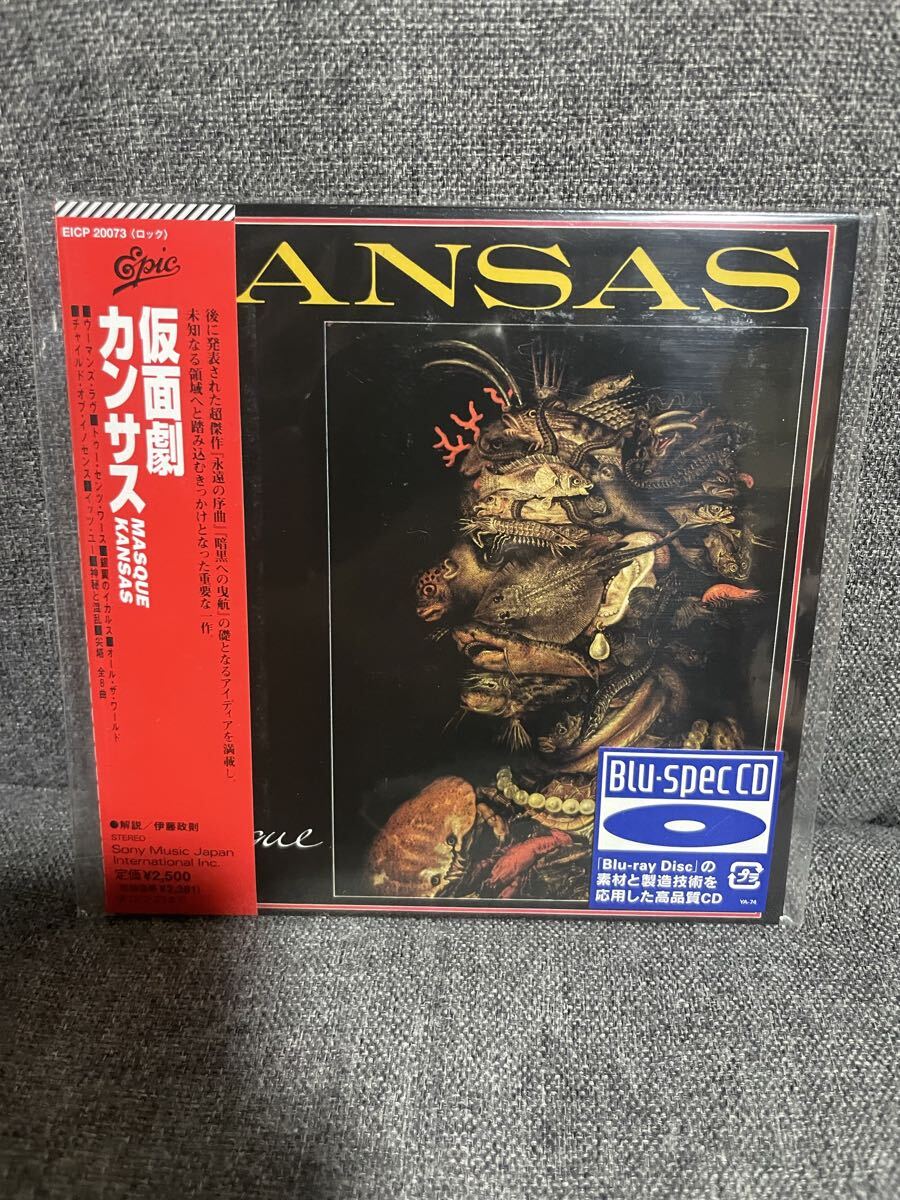 EICP 20073〈ロック〉
Epic
仮面劇
カンサス
MASQUE
KANSAS
■ウーマンズ・ラヴ■トゥー・センツ・ワース■銀翼のイカルス■オール・ザ・ワールド
■チャイルド・オブ・イノセンス■イッツ・ユー■神秘と混乱■尖塔 全8曲
後に発表された超傑作『永遠の序曲』『暗黒への曳航』の礎となるアイディアを満載し、
未知なる領域へと踏み込むきっかけとなった重要な一作。
●解説/伊藤政則
STEREO
Sony Music Japan
International Inc.
定価¥2,500
ANSAS
que
Blu-spec CD
「Blu-ray Disc」の
素材と製造技術を
応用した高品質CD
プラ
YA-74